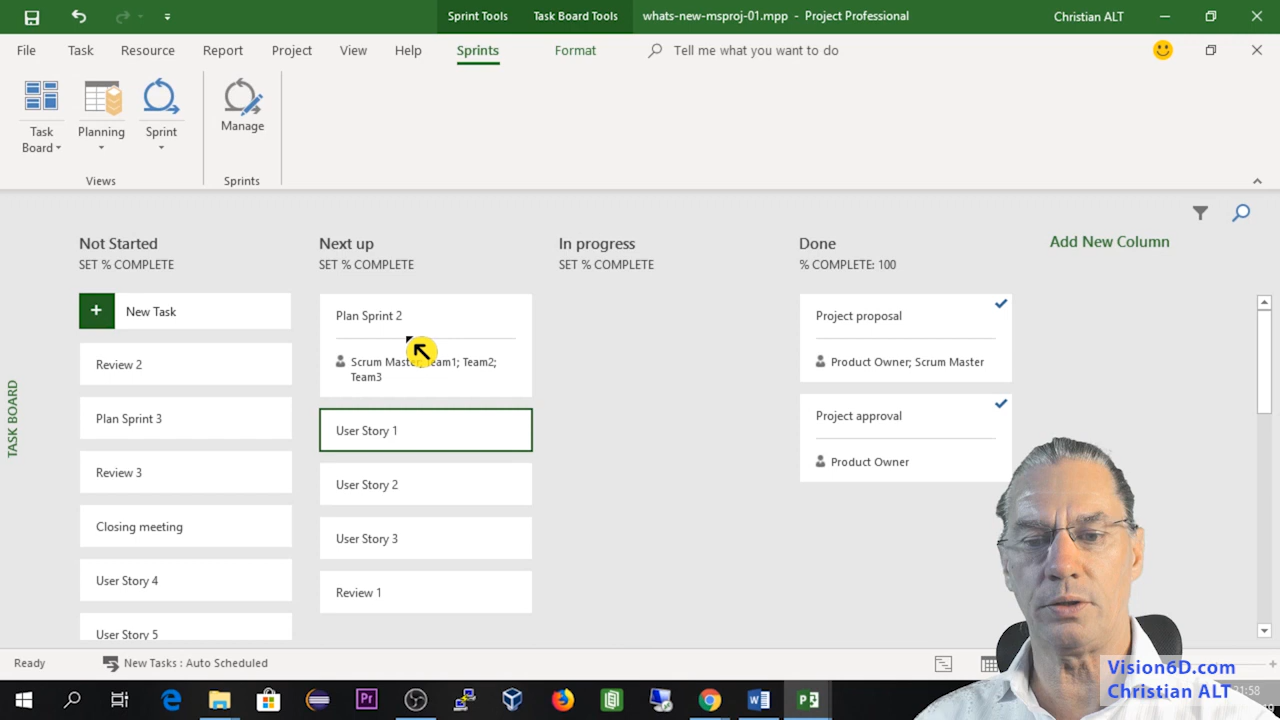 Sprint Tools
Task Board Tools
whats-new-msproj-01.mpp - Project Professional
Christian ALT
File
Task
Resource
Report
Project
View
Help
Sprints
Format
Tell me what you want to do
Task
Board
Planning
Sprint
Manage
Views
Sprints
TASK BOARD
Not Started
SET % COMPLETE
New Task
Review 2
Plan Sprint 3
Review 3
Closing meeting
User Story 4
User Story 5
Next up
SET % COMPLETE
Plan Sprint 2
Scrum Master; Team1; Team2;
Team3
User Story 1
User Story 2
User Story 3
Review 1
In progress
SET % COMPLETE
Done
% COMPLETE: 100
Project proposal
Product Owner; Scrum Master
Project approval
Product Owner
Add New Column
Ready
New Tasks : Auto Scheduled
Vision6D.com
Christian ALT